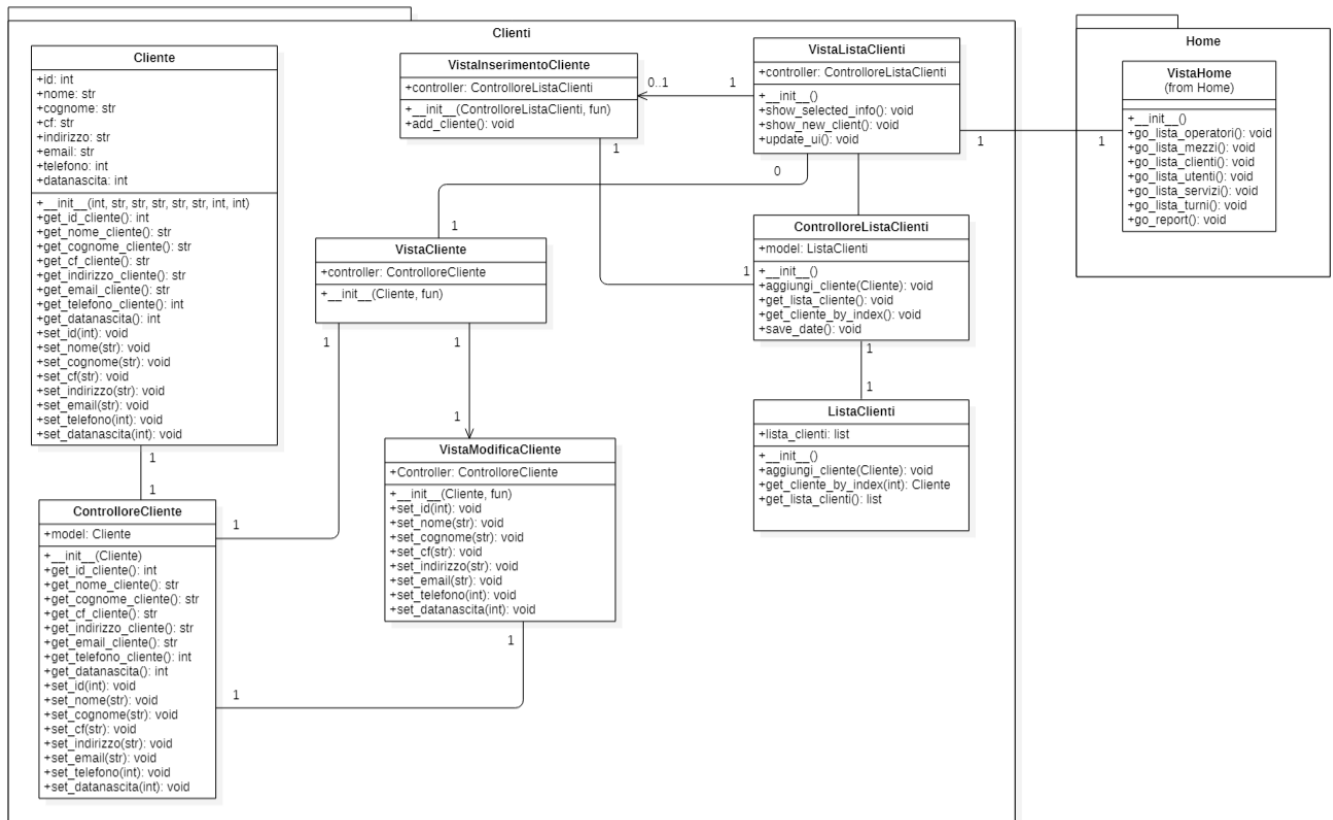 Clienti
Cliente
+id: int
+nome: str
+cognome: str
+cf: str
+indirizzo: str
+email: str
+telefono: int
+datanascita: int
+__init__(int, str, str, str, str, str, int, int)
+get_id_cliente(): int
+get_nome_cliente(): str
+get_cognome_cliente(): str
+get_cf_cliente(): str
+get_indirizzo_cliente(): str
+get_email_cliente(): str
+get_telefono_cliente(): int
+get_datanascita(): int
+set_id(int): void
+set_nome(str): void
+set_cognome(str): void
+set_cf(str): void
+set_indirizzo(str): void
+set_email(str): void
+set_telefono(int): void
+set_datanascita(int): void
1
1
ControlloreCliente
+model: Cliente
+__init__(Cliente)
+get_id_cliente(): int
+get_nome_cliente(): str
+get_cognome_cliente(): str
+get_cf_cliente(): str
+get_indirizzo_cliente(): str
+get_email_cliente(): str
+get_telefono_cliente(): int
+get_datanascita(): int
+set_id(int): void
+set_nome(str): void
+set_cognome(str): void
+set_cf(str): void
+set_indirizzo(str): void
+set_email(str): void
+set_telefono(int): void
+set_datanascita(int): void
VistaInserimentoCliente
+controller: ControlloreListaClienti
+__init__(ControlloreListaClienti, fun)
+add_cliente(): void
0..1
1
1
1
VistaCliente
+controller: ControlloreCliente
+__init__(Cliente, fun)
1
1
1
1
VistaModificaCliente
+Controller: ControlloreCliente
+__init__(Cliente, fun)
+set_id(int): void
+set_nome(str): void
+set_cognome(str): void
+set_cf(str): void
+set_indirizzo(str): void
+set_email(str): void
+set_telefono(int): void
+set_datanascita(int): void
1
1
VistaListaClienti
+controller: ControlloreListaClienti
+__init__()
+show_selected_info(): void
+show_new_client(): void
+update_ui(): void
0
1
1
ControlloreListaClienti
+model: ListaClienti
+__init__()
+aggiungi_cliente(Cliente): void
+get_lista_cliente(): void
+get_cliente_by_index(): void
+save_date(): void
1
1
1
ListaClienti
+lista_clienti: list
+__init__()
+aggiungi_cliente(Cliente): void
+get_cliente_by_index(int): Cliente
+get_lista_clienti(): list
Home
VistaHome
(from Home)
+__init__()
+go_lista_operatori(): void
+go_lista_mezzi(): void
+go_lista_clienti(): void
+go_lista_utenti(): void
+go_lista_servizi(): void
+go_lista_turni(): void
+go_report(): void